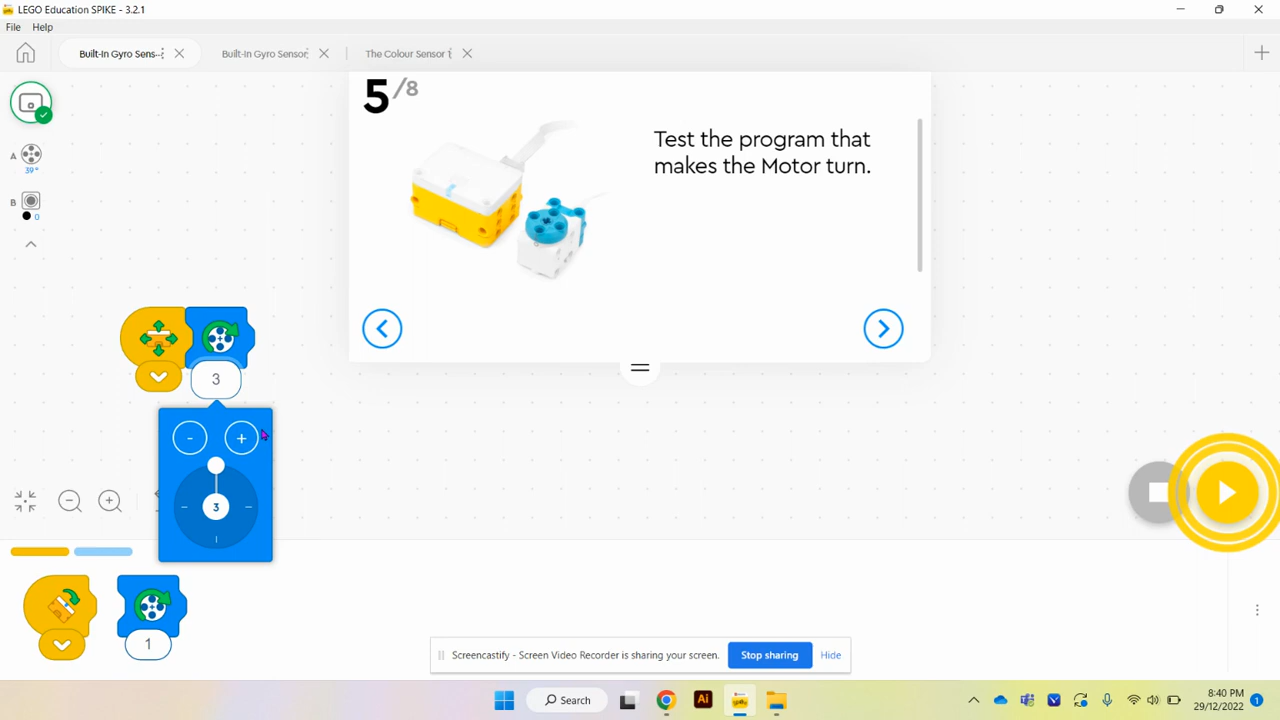 LEGO Education SPIKE - 3.2.1
File Help
Built-In Gyro Sens...
Built-In Gyro Sensor
The Colour Sensor
5/8
Test the program that
makes the Motor turn.
A
39°
B
0
3
- +
3
1
Screencastify - Screen Video Recorder is sharing your screen.
Stop sharing
Hide
Search
Ai
8:40 PM
29/12/2022
1